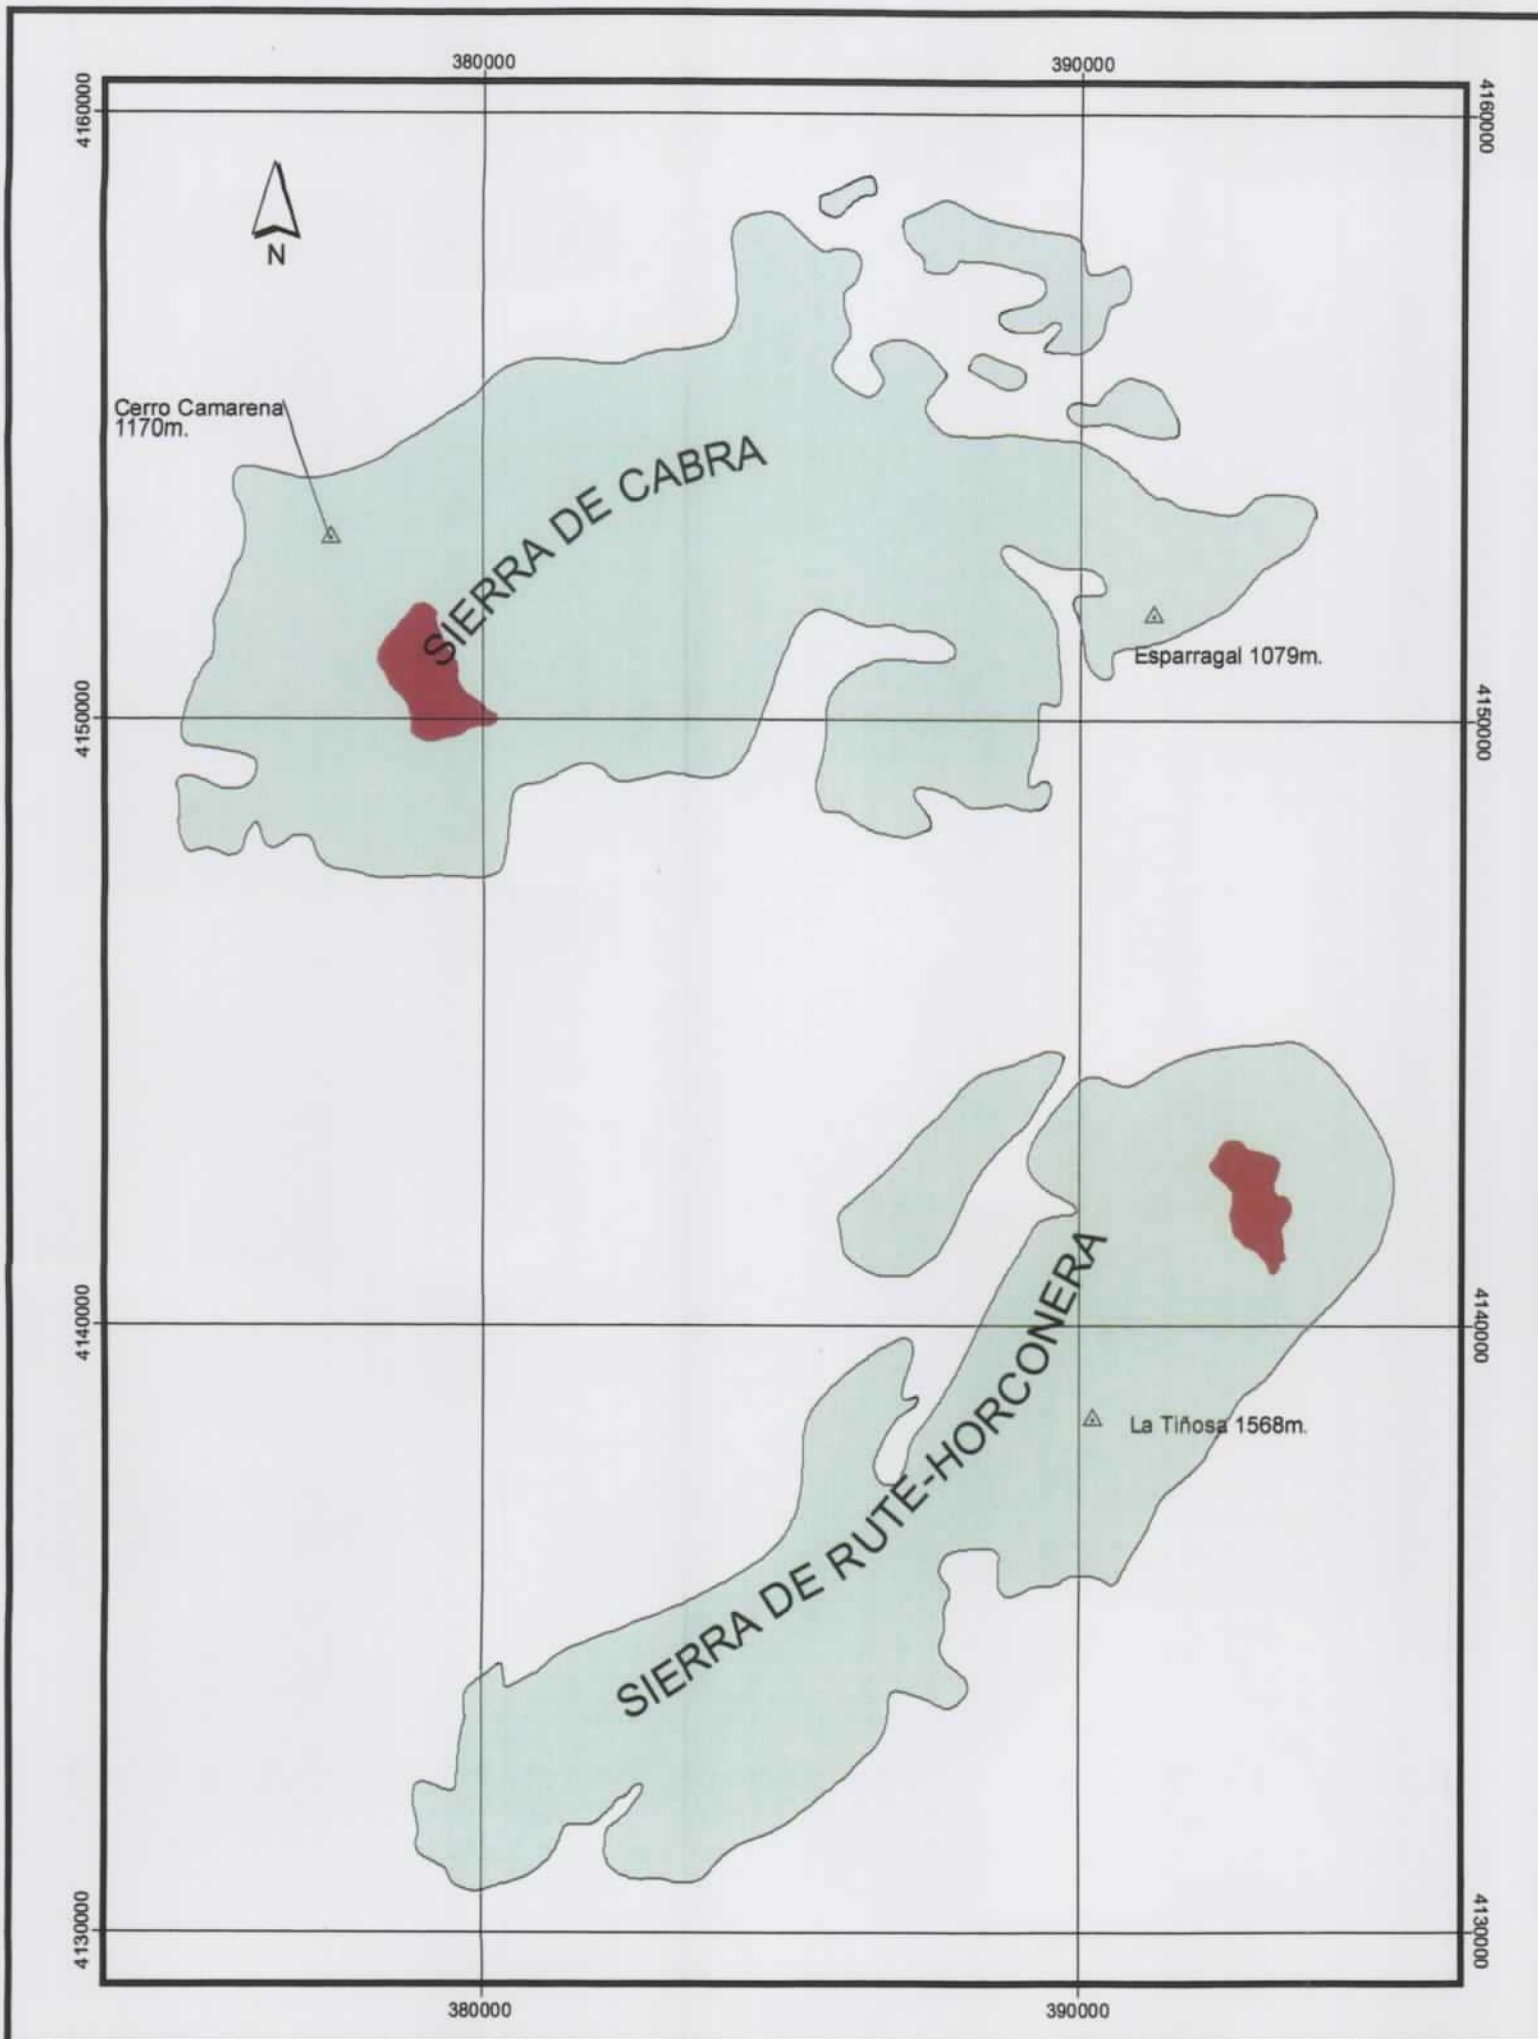 380000
390000
4160000
4160000
N
Cerro Camarena
1170m.
SIERRA DE CABRA
Esparragal 1079m.
4150000
4150000
SIERRA DE RUTE-HORCONERA
4140000
4140000
La Tiñosa 1568m.
4130000
4130000
380000
390000